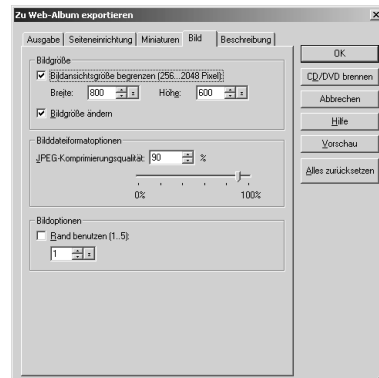 Zu Web-Album exportieren
Ausgabe Seiteneinrichtung Miniaturen Bild Beschreibung
Bildgröße
Bildansichtsgröße begrenzen (256...2048 Pixel):
Breite: 800 Höhe: 600
Bildgröße ändern
Bilddateiformatoptionen
JPEG-Komprimierungsqualität: 90 %
0% 100%
Bildoptionen
Rand benutzen (1..5):
1
OK
CD/DVD brennen
Abbrechen
Hilfe
Vorschau
Alles zurücksetzen